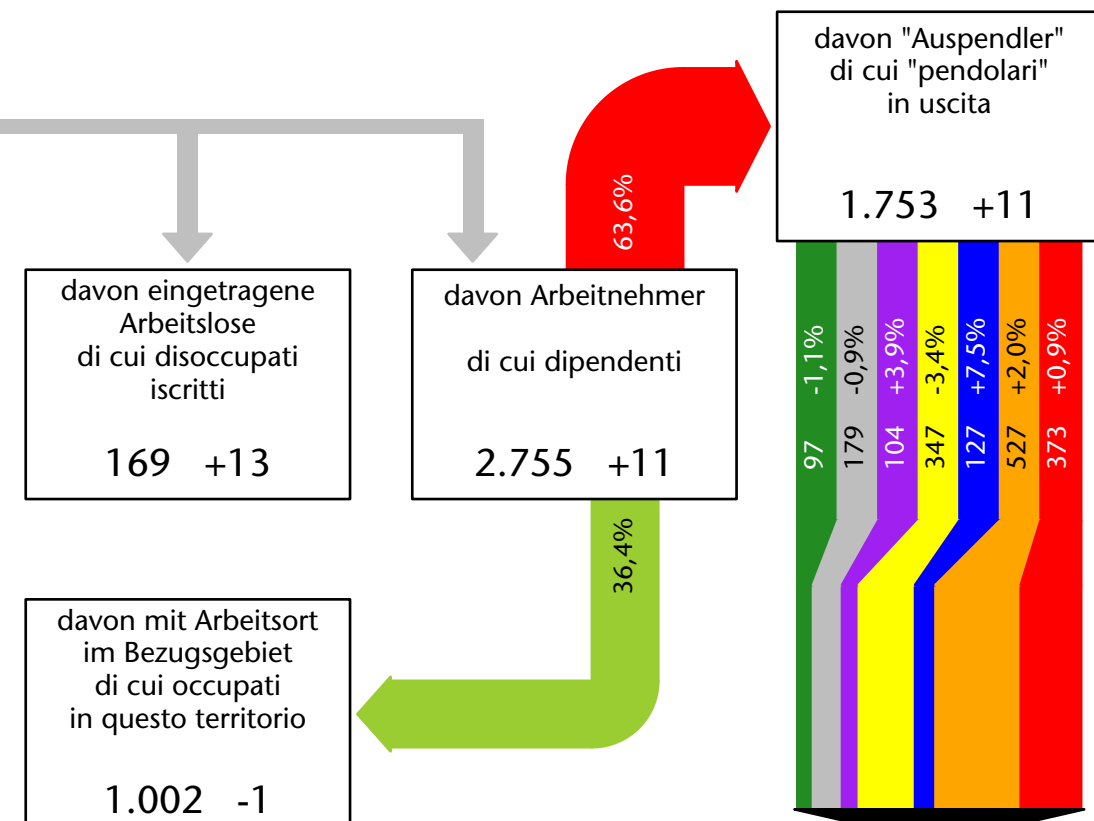 davon "Auspendler"
di cui "pendolari"
in uscita
1.753 +11
63,6%
davon eingetragene
Arbeitslose
di cui disoccupati
iscritti
169 +13
davon Arbeitnehmer
di cui dipendenti
2.755 +11
97 -1,1%
179 -0,9%
104 +3,9%
347 -3,4%
127 +7,5%
527 +2,0%
373 +0,9%
36,4%
davon mit Arbeitsort
im Bezugsgebiet
di cui occupati
in questo territorio
1.002 -1